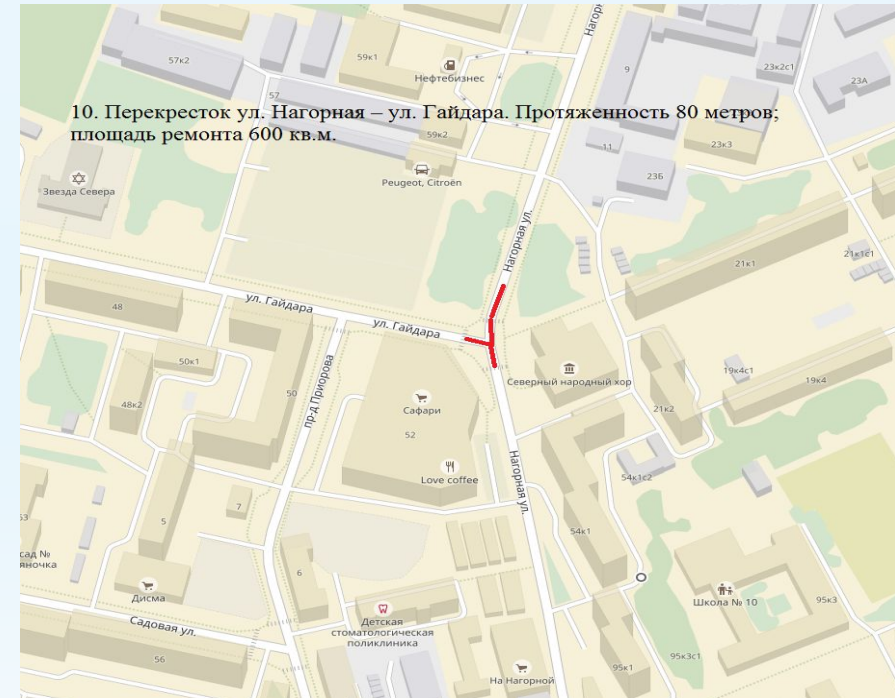 Нагорн
57к2
59к1
Нефтебизнес
9
23к2с1
23А
57
10. Перекресток ул. Нагорная – ул. Гайдара. Протяженность 80 метров;
площадь ремонта 600 кв.м.
59к2
11
23к3
Звезда Севера
Peugeot, Citroën
23Б
Нагорная ул.
21к1
21к1с1
48
ул. Гайдара
ул. Гайдара
50к1
50
пр-д Приорова
Северный народный хор
19к4с1
19к4
48к2
Сафари
52
21к2
Love coffee
Нагорная ул.
54к1с2
7
5
54к1
53
сад №
яночка
6
Дисма
Школа № 10
95к3
Садовая ул.
Детская
стоматологическая
поликлиника
56
95к3с1
95к1
На Нагорной